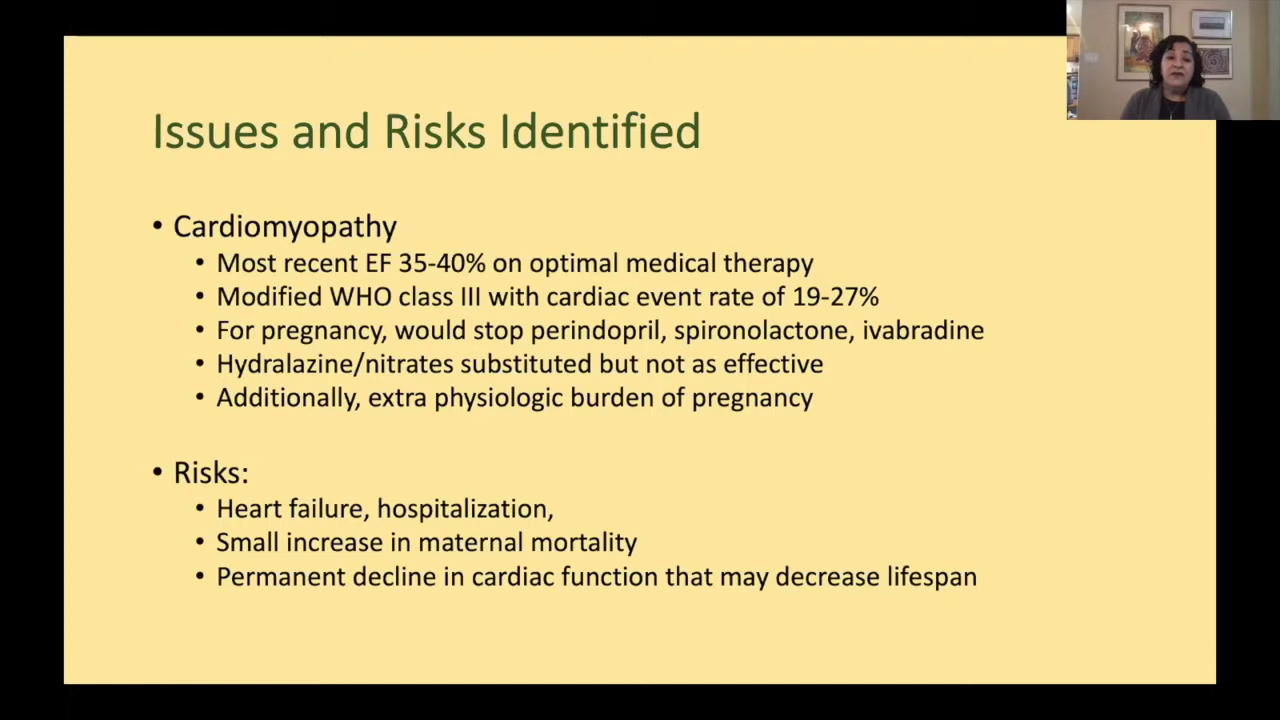 Issues and Risks Identified
• Cardiomyopathy
• Most recent EF 35-40% on optimal medical therapy
• Modified WHO class III with cardiac event rate of 19-27%
• For pregnancy, would stop perindopril, spironolactone, ivabradine
• Hydralazine/nitrates substituted but not as effective
• Additionally, extra physiologic burden of pregnancy
• Risks:
• Heart failure, hospitalization,
• Small increase in maternal mortality
• Permanent decline in cardiac function that may decrease lifespan